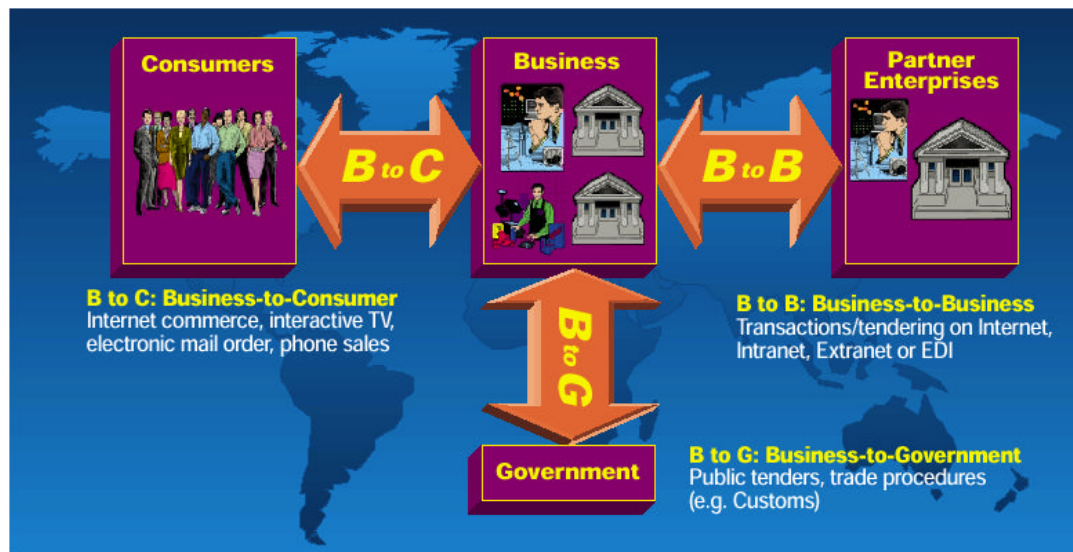 Consumers
B to C
Business
B to B
Partner
Enterprises
B to C: Business-to-Consumer
Internet commerce, interactive TV,
electronic mail order, phone sales
B to B: Business-to-Business
Transactions/tendering on Internet,
Intranet, Extranet or EDI
B to G
Government
B to G: Business-to-Government
Public tenders, trade procedures
(e.g. Customs)